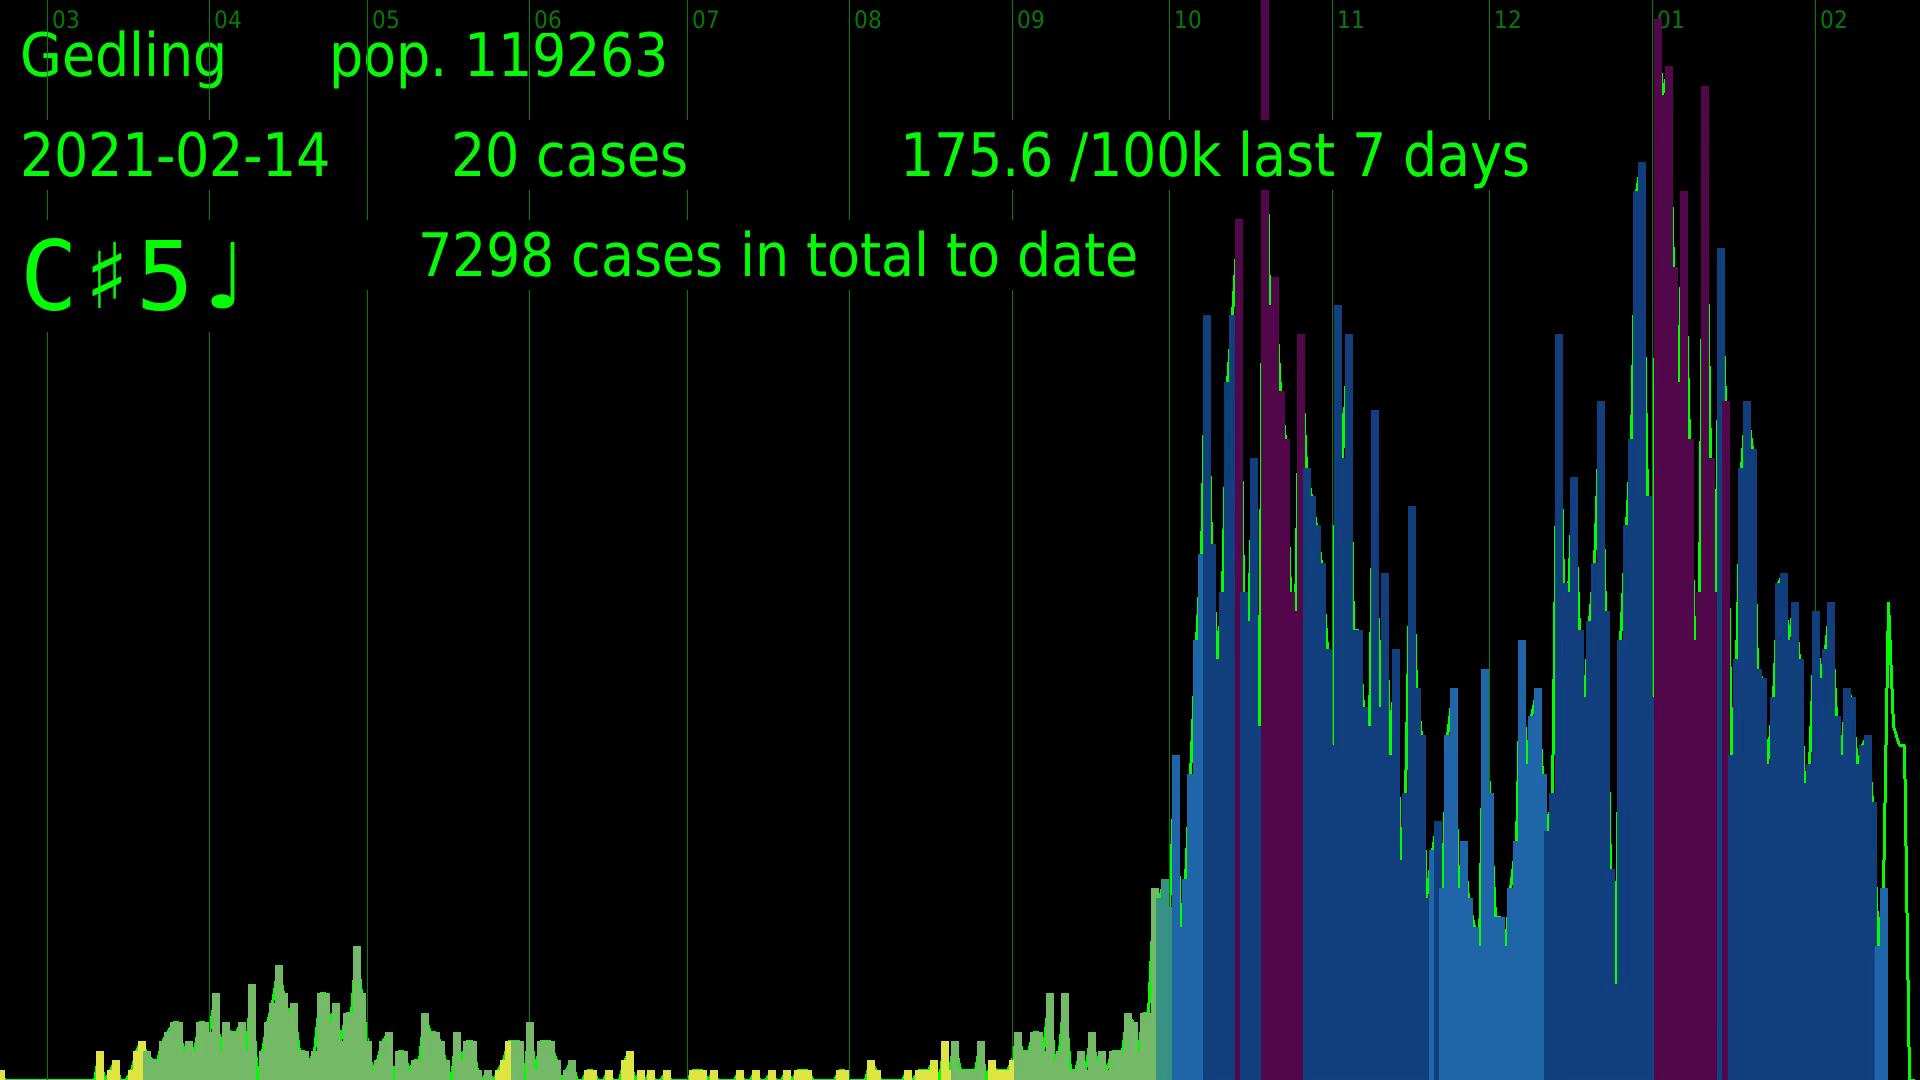 03 04 05 06 07 08 09 10 11 12 01 02
Gedling pop. 119263
2021-02-14 20 cases 175.6 /100k last 7 days
C♯5♩ 7298 cases in total to date